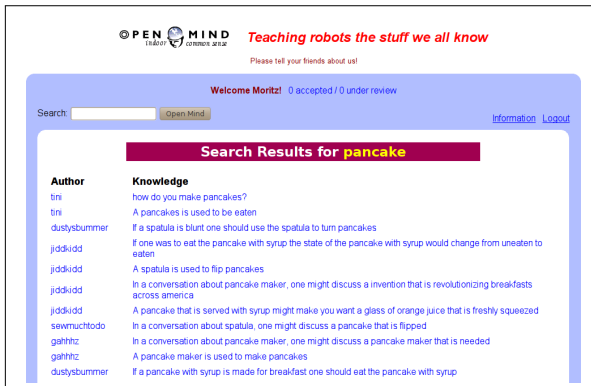 OPEN MIND
indoor common sense
Teaching robots the stuff we all know
Please tell your friends about us!
Welcome Moritz! 0 accepted / 0 under review
Search: Open Mind
Information Logout
Search Results for pancake
Author Knowledge
tini how do you make pancakes?
tini A pancakes is used to be eaten
dustysbummer If a spatula is blunt one should use the spatula to turn pancakes
jiddkidd If one was to eat the pancake with syrup the state of the pancake with syrup would change from uneaten to
eaten
jiddkidd A spatula is used to flip pancakes
jiddkidd In a conversation about pancake maker, one might discuss a invention that is revolutionizing breakfasts
across america
jiddkidd A pancake that is served with syrup might make you want a glass of orange juice that is freshly squeezed
sewmuchtodo In a conversation about spatula, one might discuss a pancake that is flipped
gahhhz In a conversation about pancake maker, one might discuss a pancake maker that is needed
gahhhz A pancake maker is used to make pancakes
dustysbummer If a pancake with syrup is made for breakfast one should eat the pancake with syrup